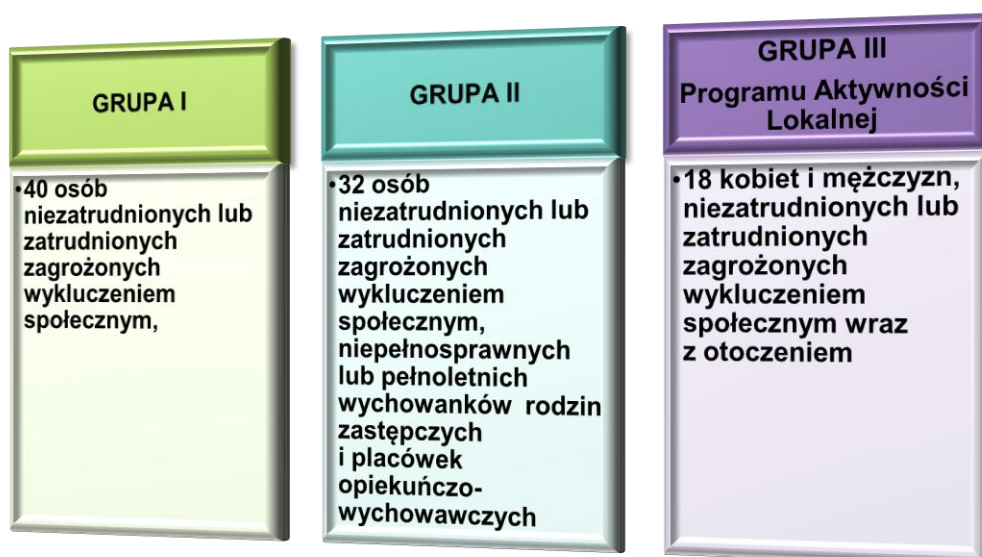 GRUPA I
•40 osób
niezatrudnionych lub
zatrudnionych
zagrożonych
wykluczeniem
społecznym,
GRUPA II
•32 osób
niezatrudnionych lub
zatrudnionych
zagrożonych
wykluczeniem
społecznym,
niepełnosprawnych
lub pełnoletnich
wychowanków rodzin
zastępczych
i placówek
opiekuńczo-
wychowawczych
GRUPA III
Programu Aktywności
Lokalnej
•18 kobiet i mężczyzn,
niezatrudnionych lub
zatrudnionych
zagrożonych
wykluczeniem
społecznym wraz
z otoczeniem